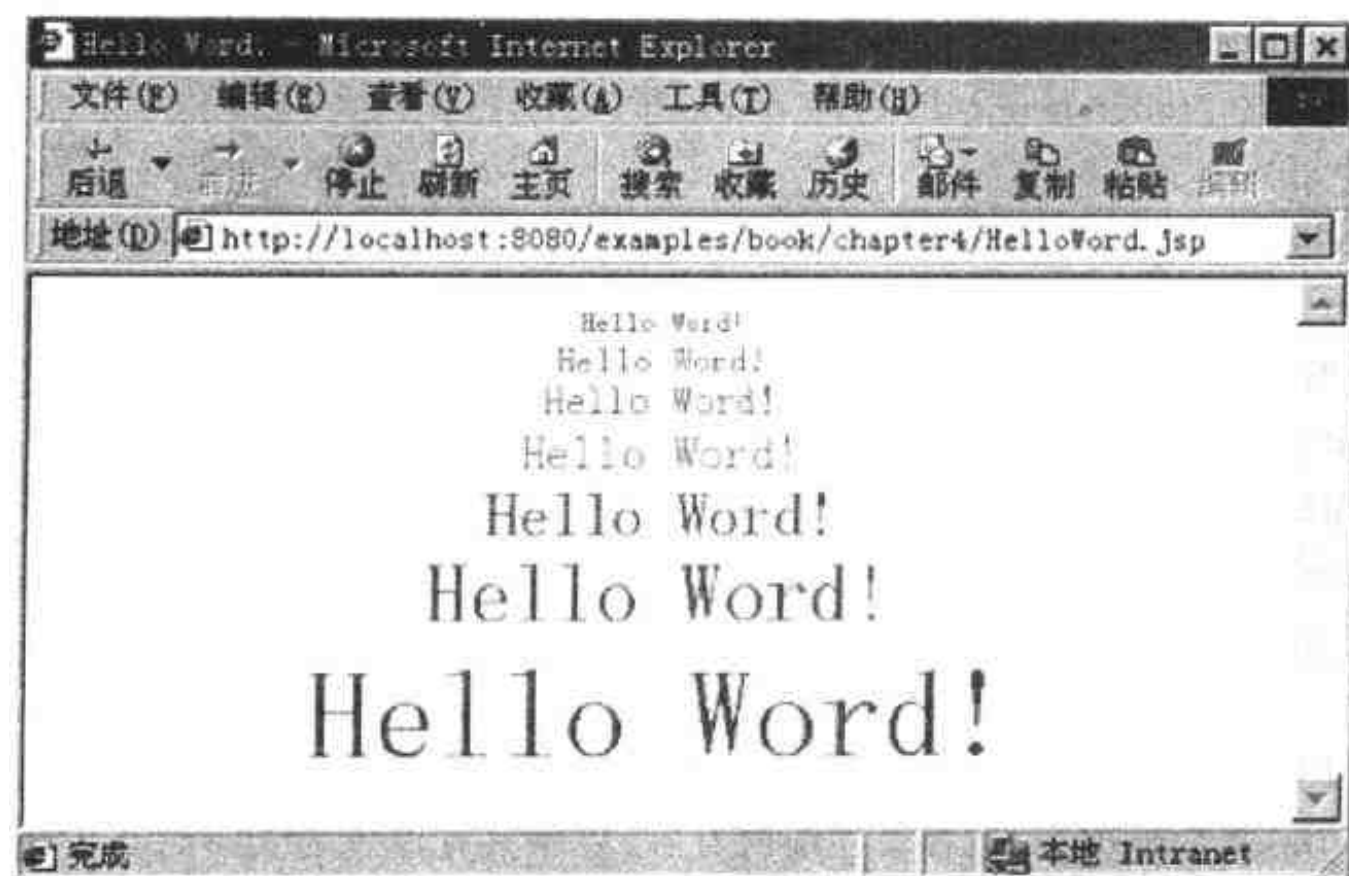 Hello Word. - Microsoft Internet Explorer
文件(F) 编辑(E) 查看(V) 收藏(A) 工具(T) 帮助(H)
后退 前进 停止 刷新 主页 搜索 收藏 历史 邮件 复制 粘贴 编辑
地址(D) http://localhost:8080/examples/book/chapter4/HelloWord.jsp
Hello Word!
Hello Word!
Hello Word!
Hello Word!
Hello Word!
Hello Word!
Hello Word!
完成 本地 Intranet